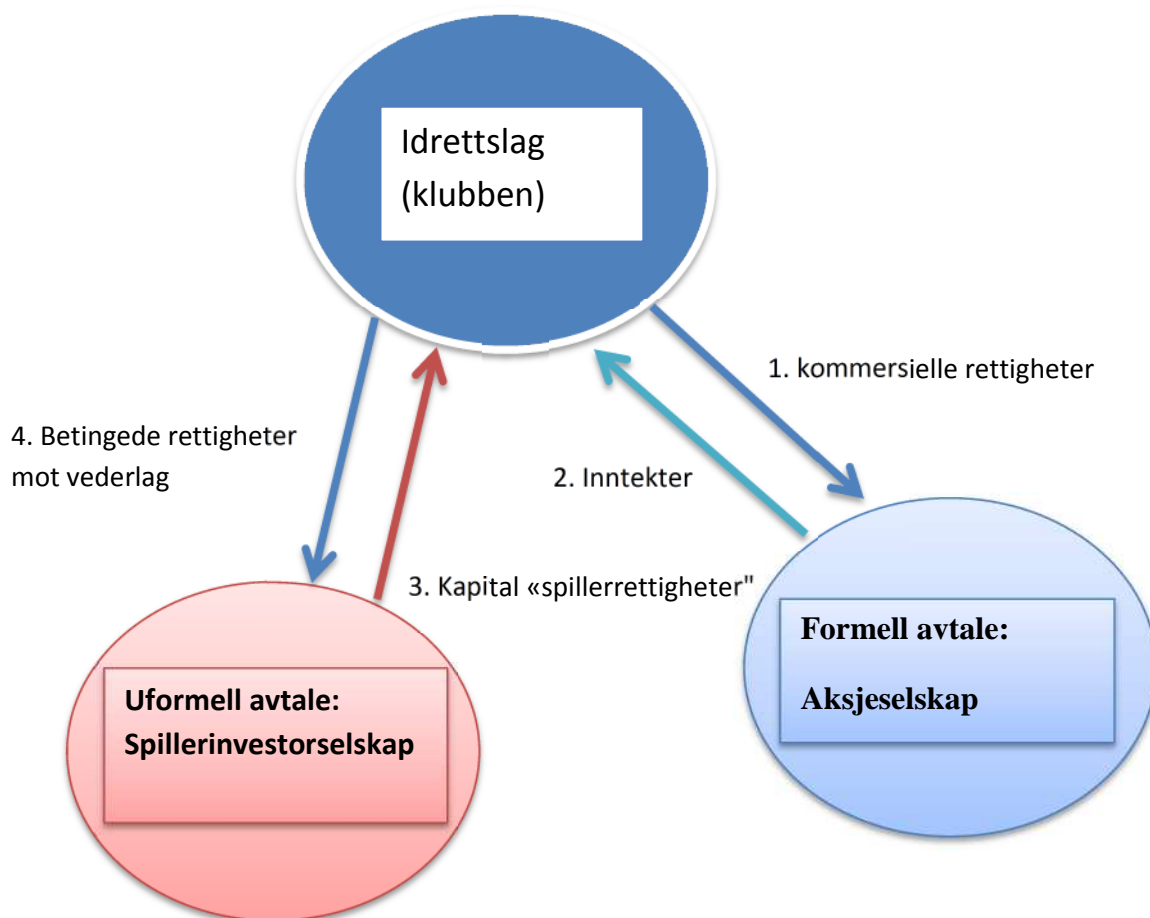 Idrettslag
(klubben)
1. kommersielle rettigheter
4. Betingede rettigheter
mot vederlag
2. Inntekter
3. Kapital «spillerrettigheter"
Formell avtale:
Aksjeselskap
Uformell avtale:
Spillerinvestorselskap